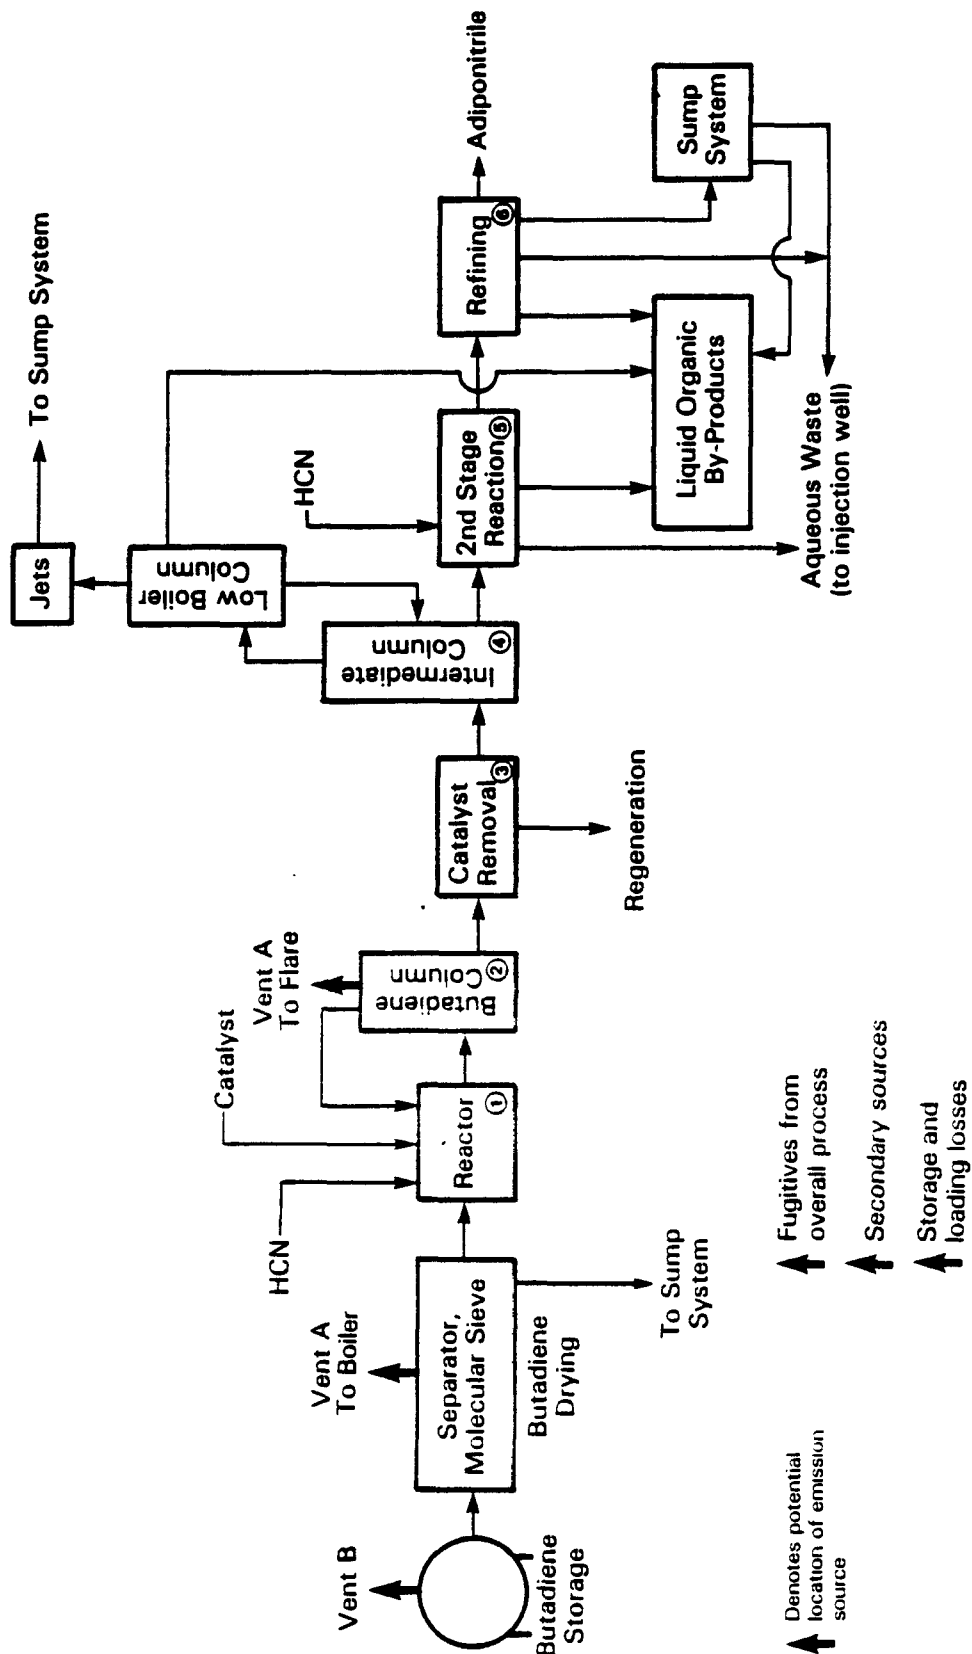 Vent B
Butadiene
Storage
Vent A
To Boiler
Separator,
Molecular Sieve
Butadiene
Drying
To Sump
System
HCN
Catalyst
Reactor
①
Vent A
To Flare
Butadiene
Column
②
Catalyst
Removal
③
Regeneration
Intermediate
Column
④
Low Boiler
Column
Jets
To Sump System
HCN
2nd Stage
Reaction
⑤
Refining
⑥
Adiponitrile
Liquid Organic
By-Products
Sump
System
Aqueous Waste
(to injection well)
Denotes potential
location of emission
source
Fugitives from
overall process
Secondary sources
Storage and
loading losses